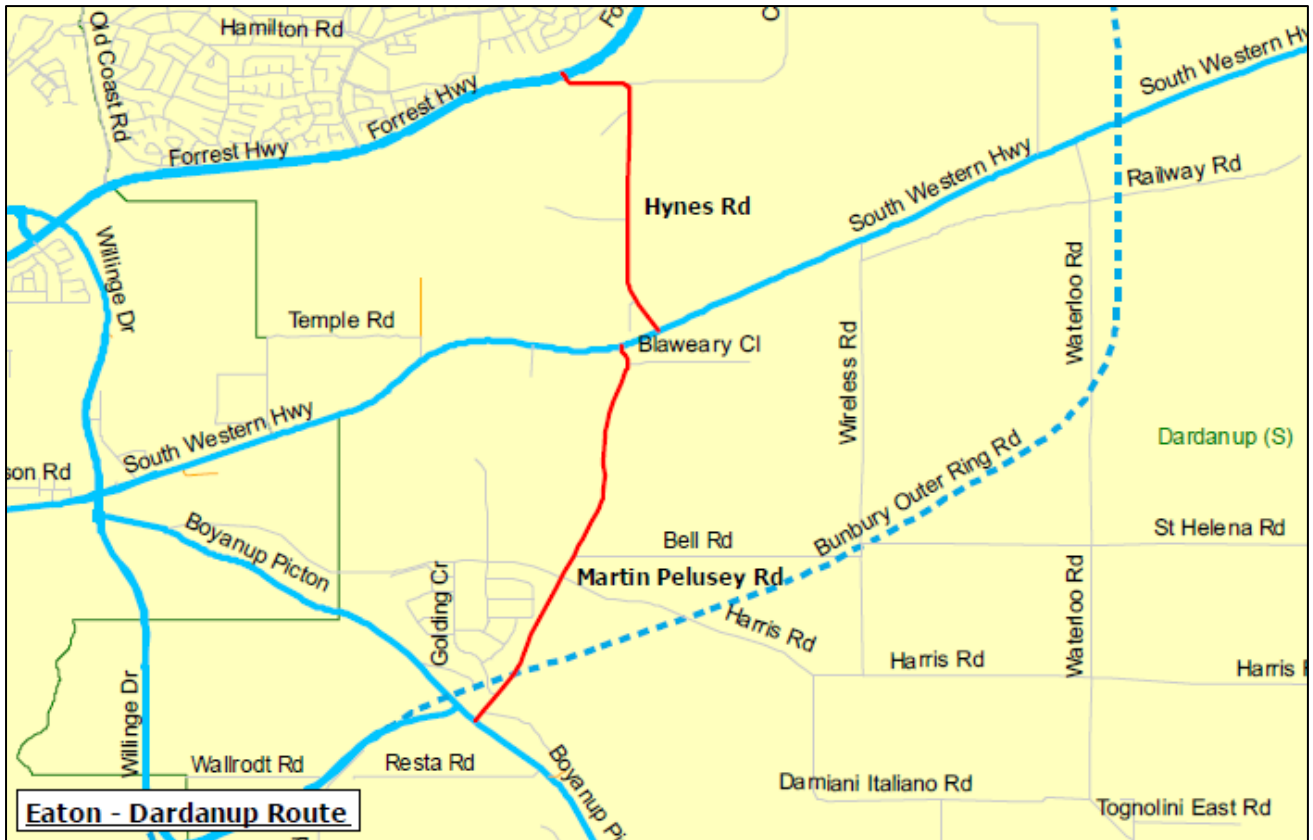 Hamilton Rd
Fo
C
Old Coast Rd
South Western Hw
Forrest Hwy
Forrest Hwy
Railway Rd
South Western Hwy
Hynes Rd
Willinge Dr
Waterloo Rd
Temple Rd
Blaweary Cl
Wireless Rd
South Western Hwy
Dardanup (S)
son Rd
Bunbury Outer Ring Rd
Boyanup Picton
Bell Rd
St Helena Rd
Martin Pelusey Rd
Golding Cr
Harris Rd
Waterloo Rd
Harris Rd
Harris R
Willinge Dr
Wallrodt Rd
Resta Rd
Boyanup Pi
Damiani Italiano Rd
Tognolini East Rd
Eaton - Dardanup Route